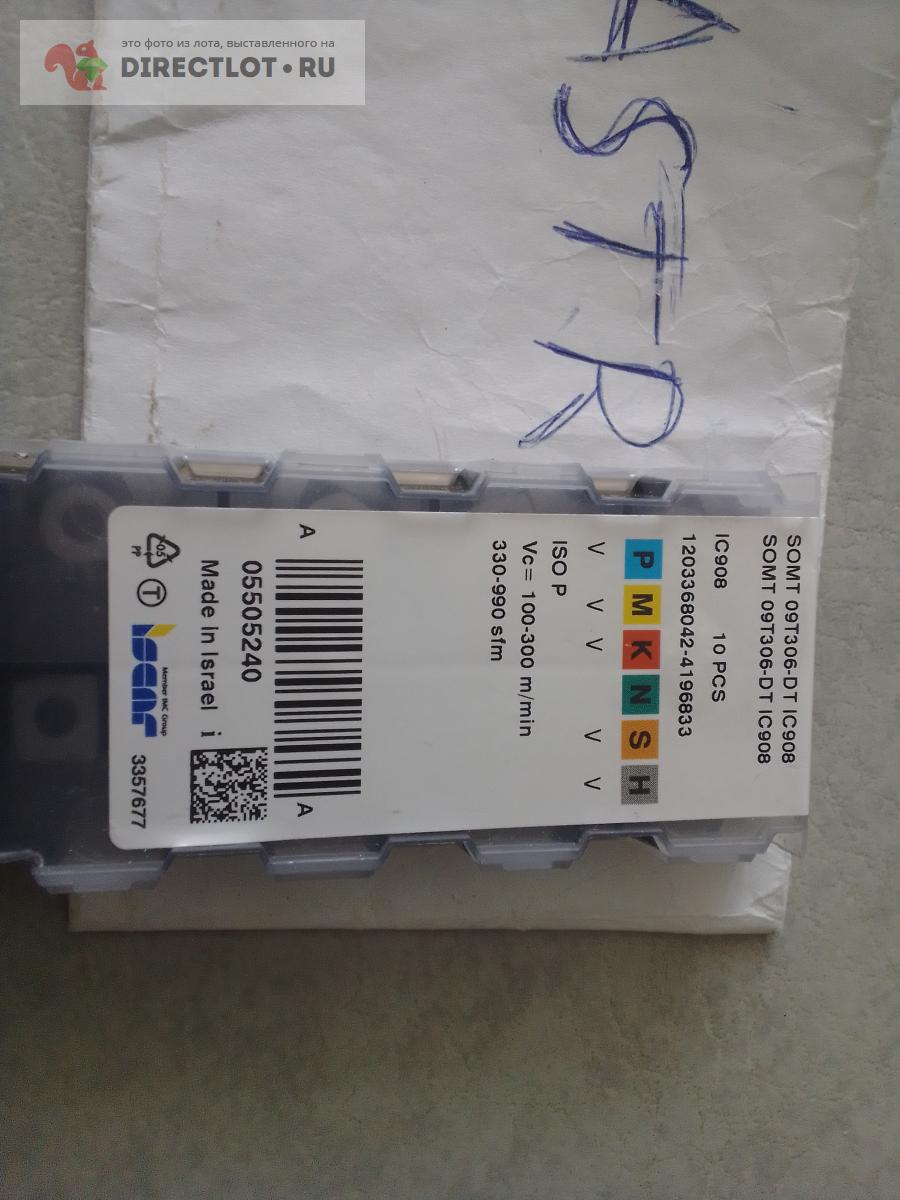 это фото из лота, выставленного на
DIRECTLOT•RU
ASTR
SOMT 09T306-DT IC908
SOMT 09T306-DT IC908
IC908 10 PCS
1203368042-4196833
P M K N S H
V V V V V
ISO P
Vc= 100-300 m/min
330-990 sfm
A A
05505240
Made in Israel i
05
PP
T
Member IMC Group
iscar
3357677